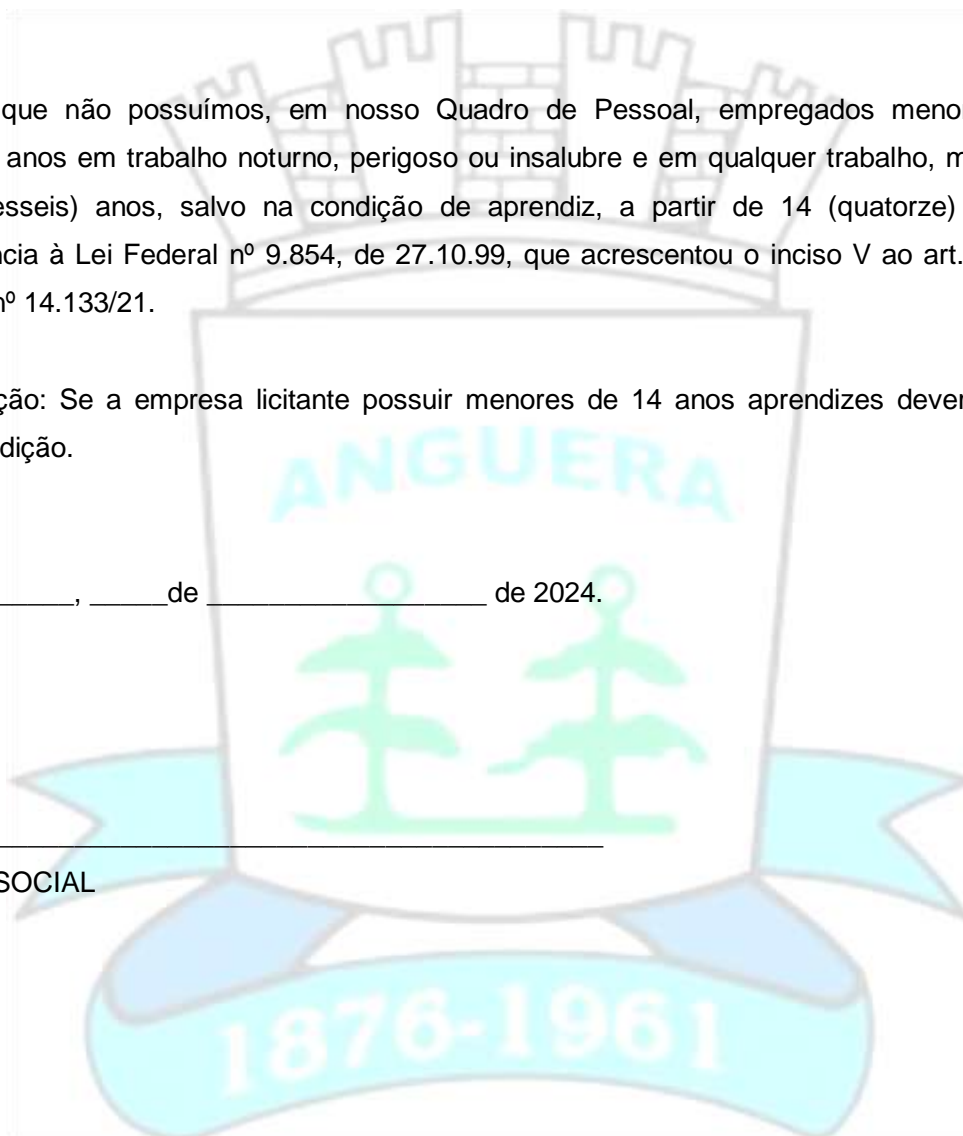 que não possuímos, em nosso Quadro de Pessoal, empregados menor
anos em trabalho noturno, perigoso ou insalubre e em qualquer trabalho, m
esseis) anos, salvo na condição de aprendiz, a partir de 14 (quatorze)
ncia à Lei Federal nº 9.854, de 27.10.99, que acrescentou o inciso V ao art.
nº 14.133/21.
ção: Se a empresa licitante possuir menores de 14 anos aprendizes dever
dição.
ANGUERA
_____, _____de __________________ de 2024.
_______________________________________
SOCIAL
1876-1961